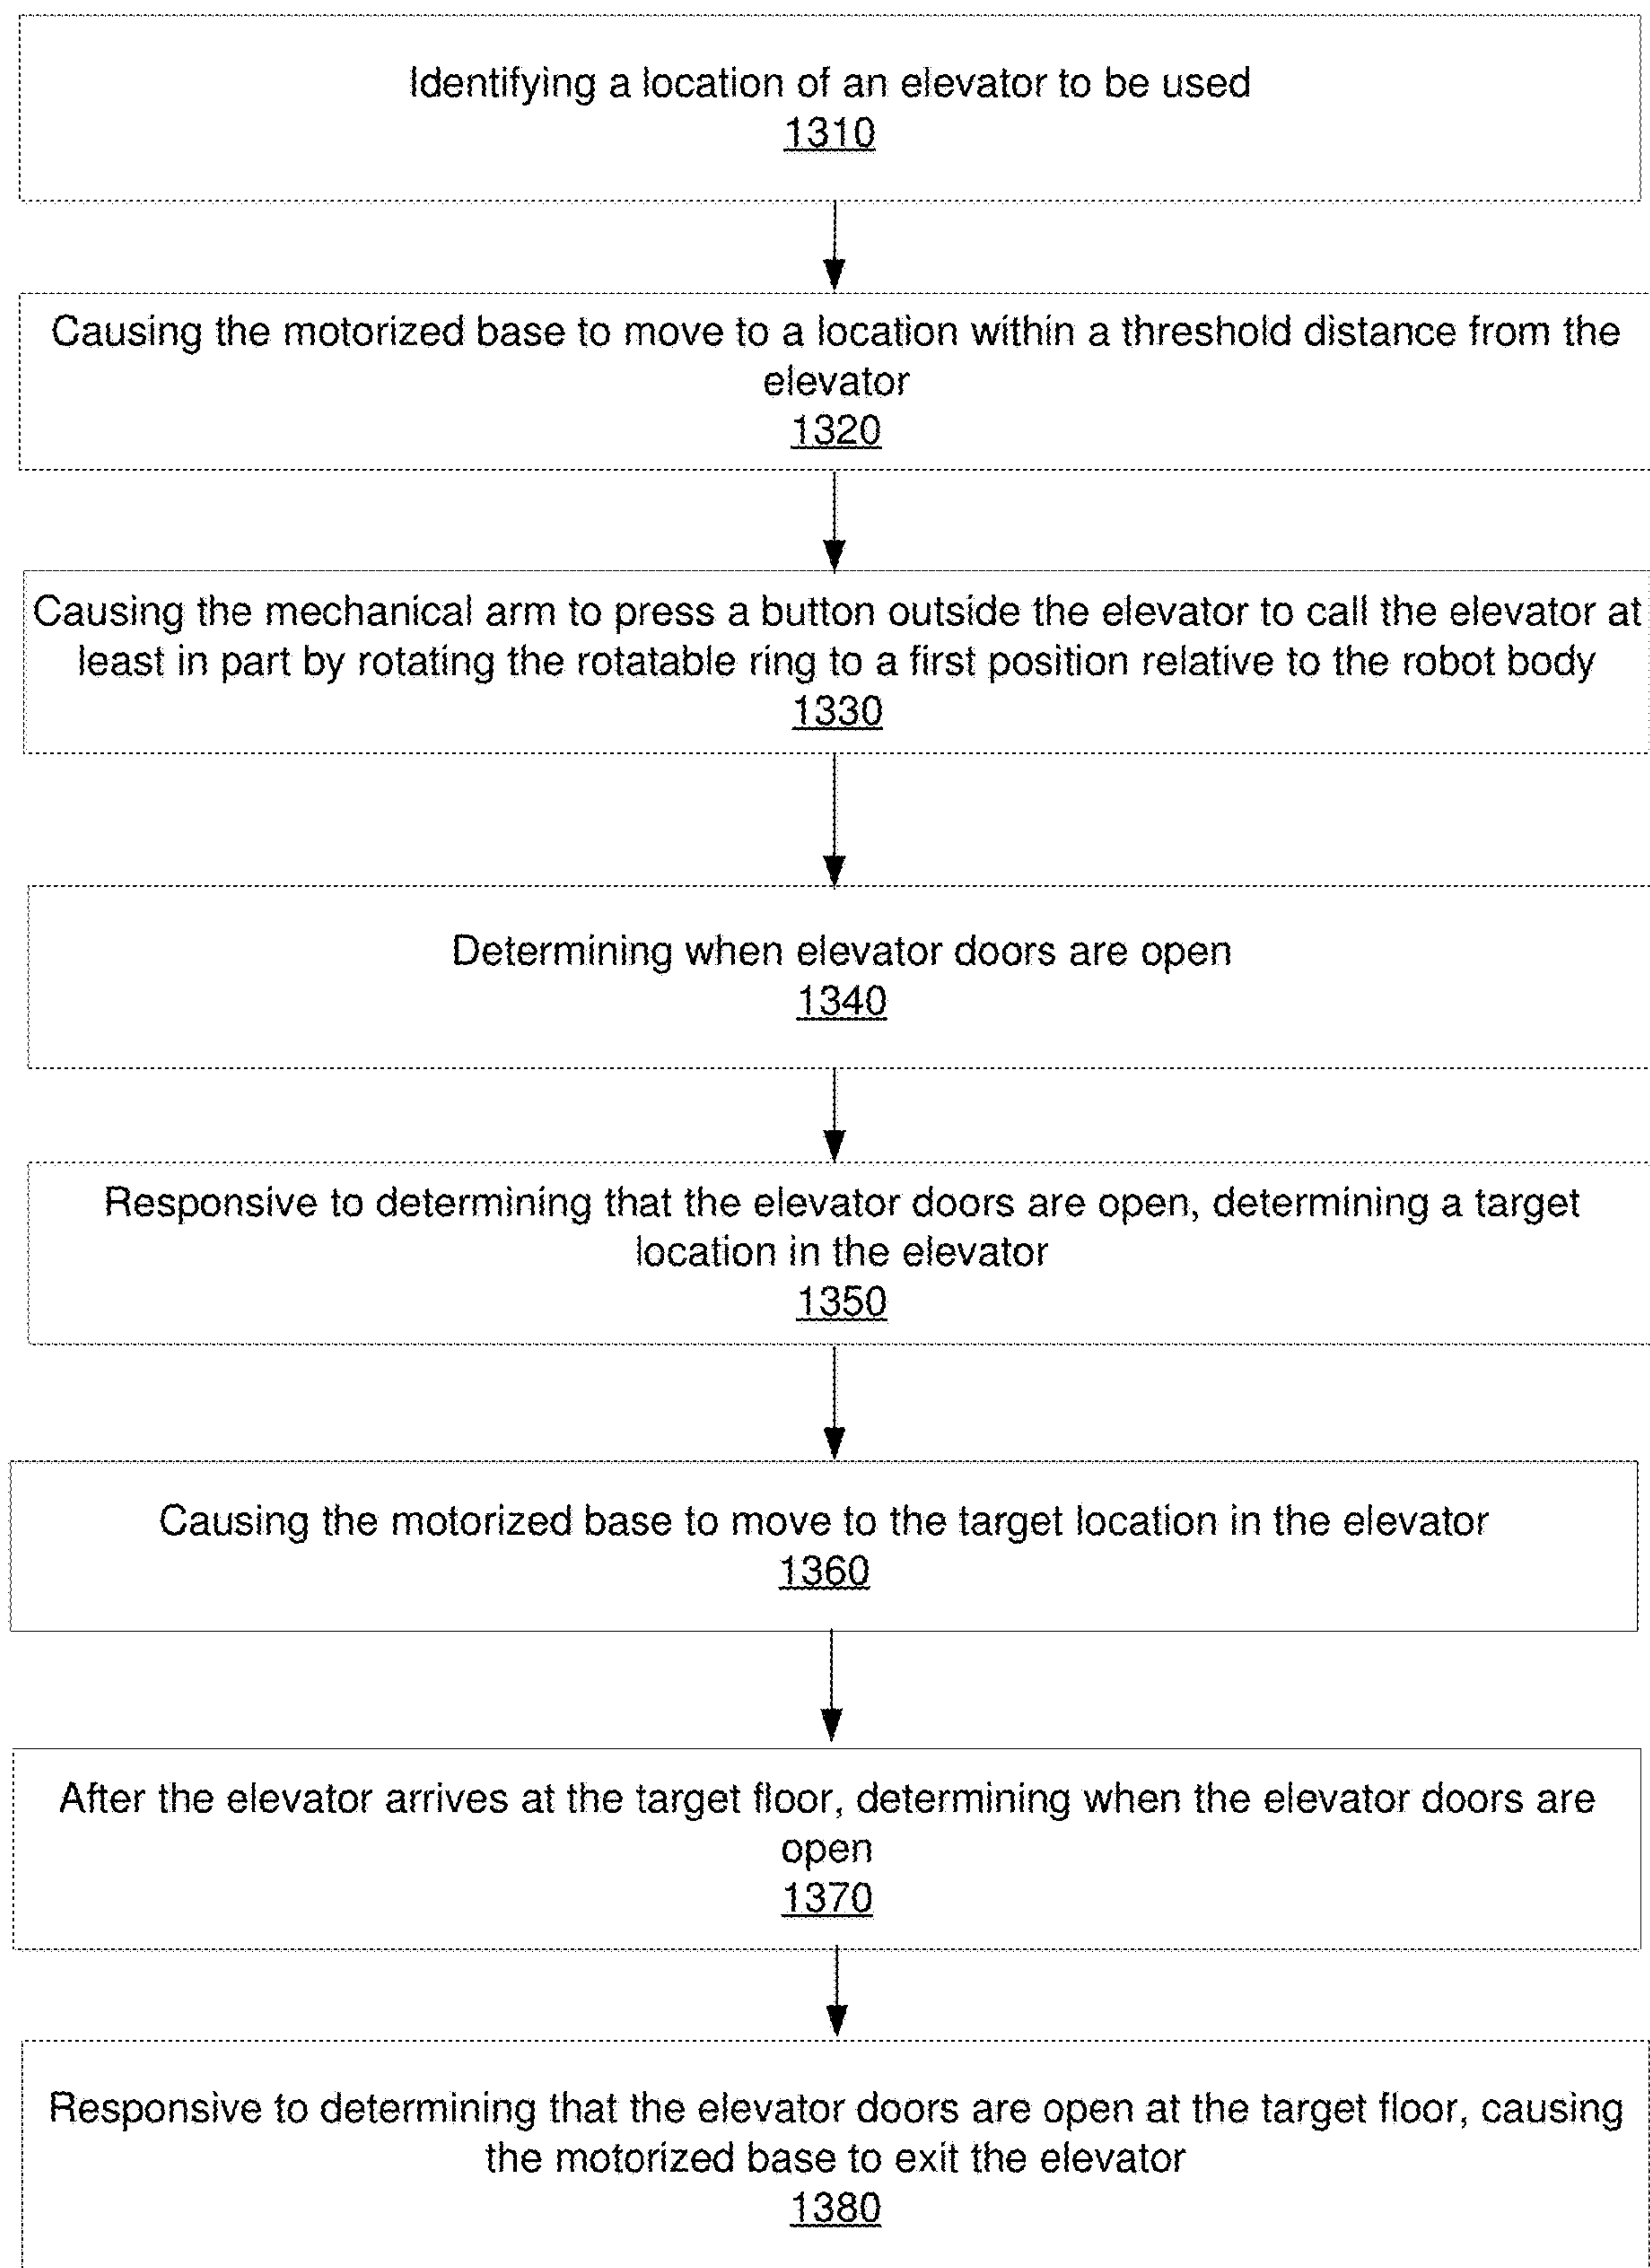 Identifying a location of an elevator to be used
1310
Causing the motorized base to move to a location within a threshold distance from the
elevator
1320
Causing the mechanical arm to press a button outside the elevator to call the elevator at
least in part by rotating the rotatable ring to a first position relative to the robot body
1330
Determining when elevator doors are open
1340
Responsive to determining that the elevator doors are open, determining a target
location in the elevator
1350
Causing the motorized base to move to the target location in the elevator
1360
After the elevator arrives at the target floor, determining when the elevator doors are
open
1370
Responsive to determining that the elevator doors are open at the target floor, causing
the motorized base to exit the elevator
1380